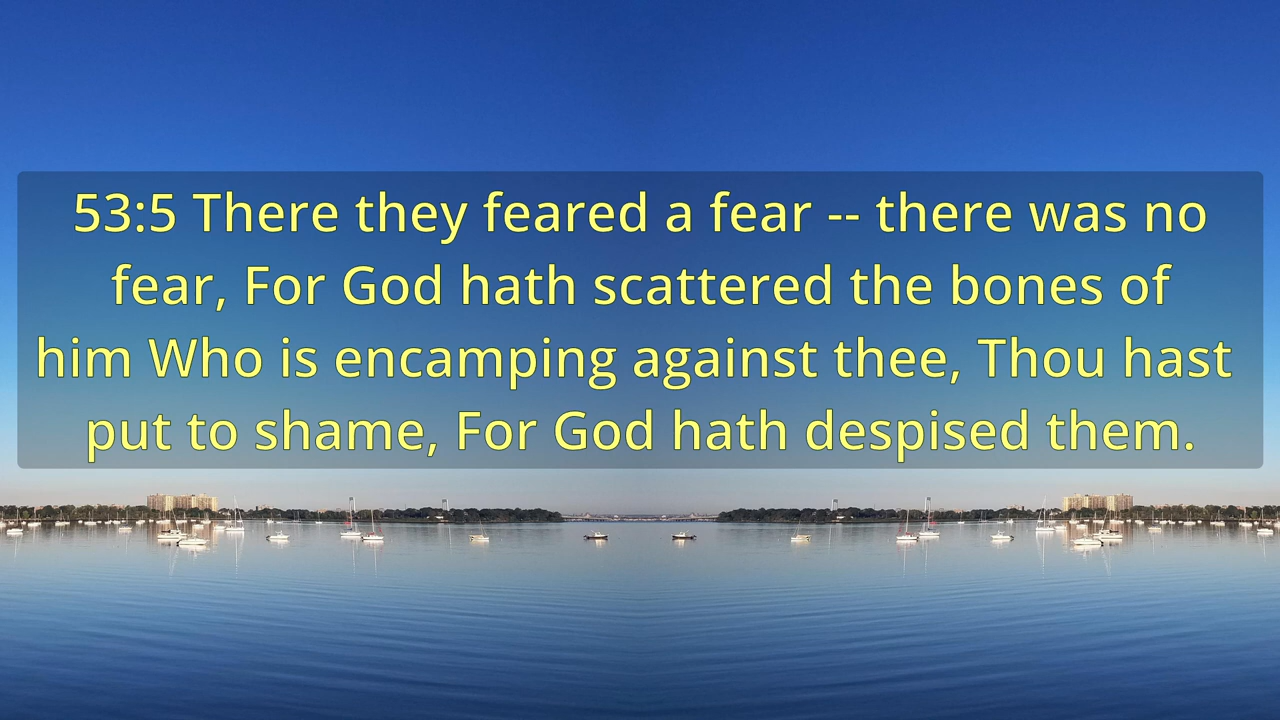 53:5 There they feared a fear -- there was no
fear, For God hath scattered the bones of
him Who is encamping against thee, Thou hast
put to shame, For God hath despised them.